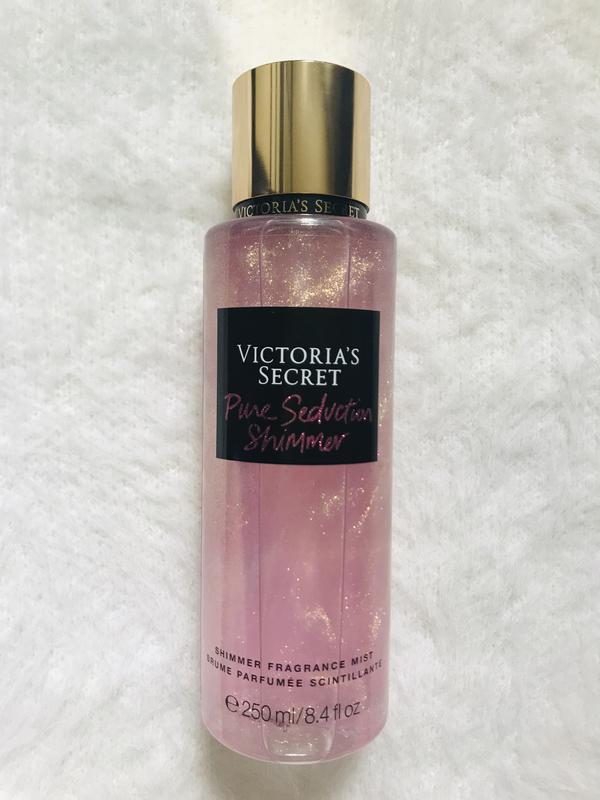 VICTORIA'S SECRET
VICTORIA'S
SECRET
Pure Seduction
Shimmer
SHIMMER FRAGRANCE MIST
BRUME PARFUMÉE SCINTILLANTE
℮ 250 ml/8.4 fl oz